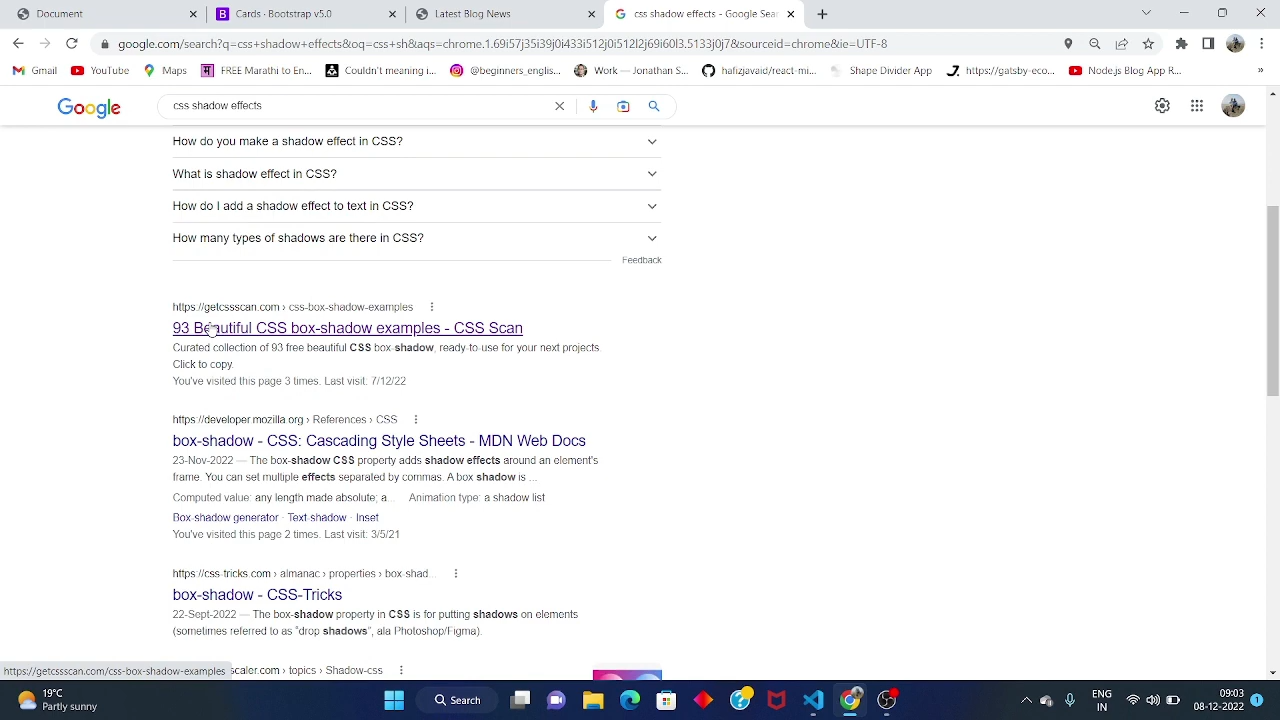 Document
Cards · Bootstrap v5.0
Latest Blog News
css shadow effects - Google Sear
google.com/search?q=css+shadow+effects&oq=css+sh&aqs=chrome.1.69i57j35i39j0i433i512j0i512l2j69i60l3.5133j0j7&sourceid=chrome&ie=UTF-8
Gmail
YouTube
Maps
FREE Marathi to En...
Couldn't meaning i...
@beginners_englis...
Work — Jonathan S...
hafizjavaid/react-mi...
Shape Divider App
https://gatsby-eco...
Node.js Blog App R...
»
Google
css shadow effects
How do you make a shadow effect in CSS?
What is shadow effect in CSS?
How do I add a shadow effect to text in CSS?
How many types of shadows are there in CSS?
Feedback
https://getcssscan.com › css-box-shadow-examples
93 Beautiful CSS box-shadow examples - CSS Scan
Curated collection of 93 free beautiful CSS box-shadow, ready-to-use for your next projects.
Click to copy.
You've visited this page 3 times. Last visit: 7/12/22
https://developer.mozilla.org › References › CSS
box-shadow - CSS: Cascading Style Sheets - MDN Web Docs
23-Nov-2022 — The box-shadow CSS property adds shadow effects around an element's
frame. You can set multiple effects separated by commas. A box shadow is ...
Computed value: any length made absolute; a... Animation type: a shadow list
Box-shadow generator · Text-shadow · Inset
You've visited this page 2 times. Last visit: 3/5/21
https://css-tricks.com › almanac › properties › box-shad...
box-shadow - CSS-Tricks
22-Sept-2022 — The box-shadow property in CSS is for putting shadows on elements
(sometimes referred to as "drop shadows", ala Photoshop/Figma).
https://getcssscan.com/css-box-shadow-examples
scaler.com › topics › Shadow-css
19°C
Partly sunny
Search
ENG
IN
09:03
08-12-2022
1